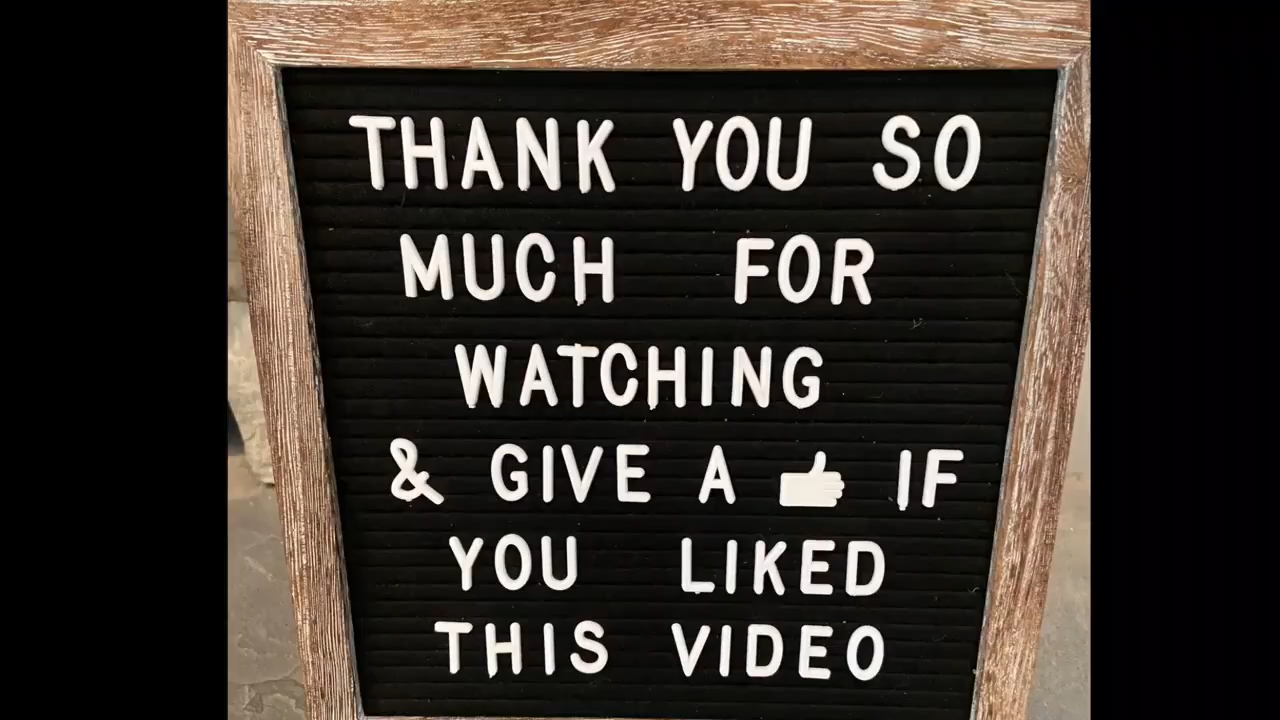 THANK YOU SO
MUCH FOR
WATCHING
& GIVE A 👍 IF
YOU LIKED
THIS VIDEO